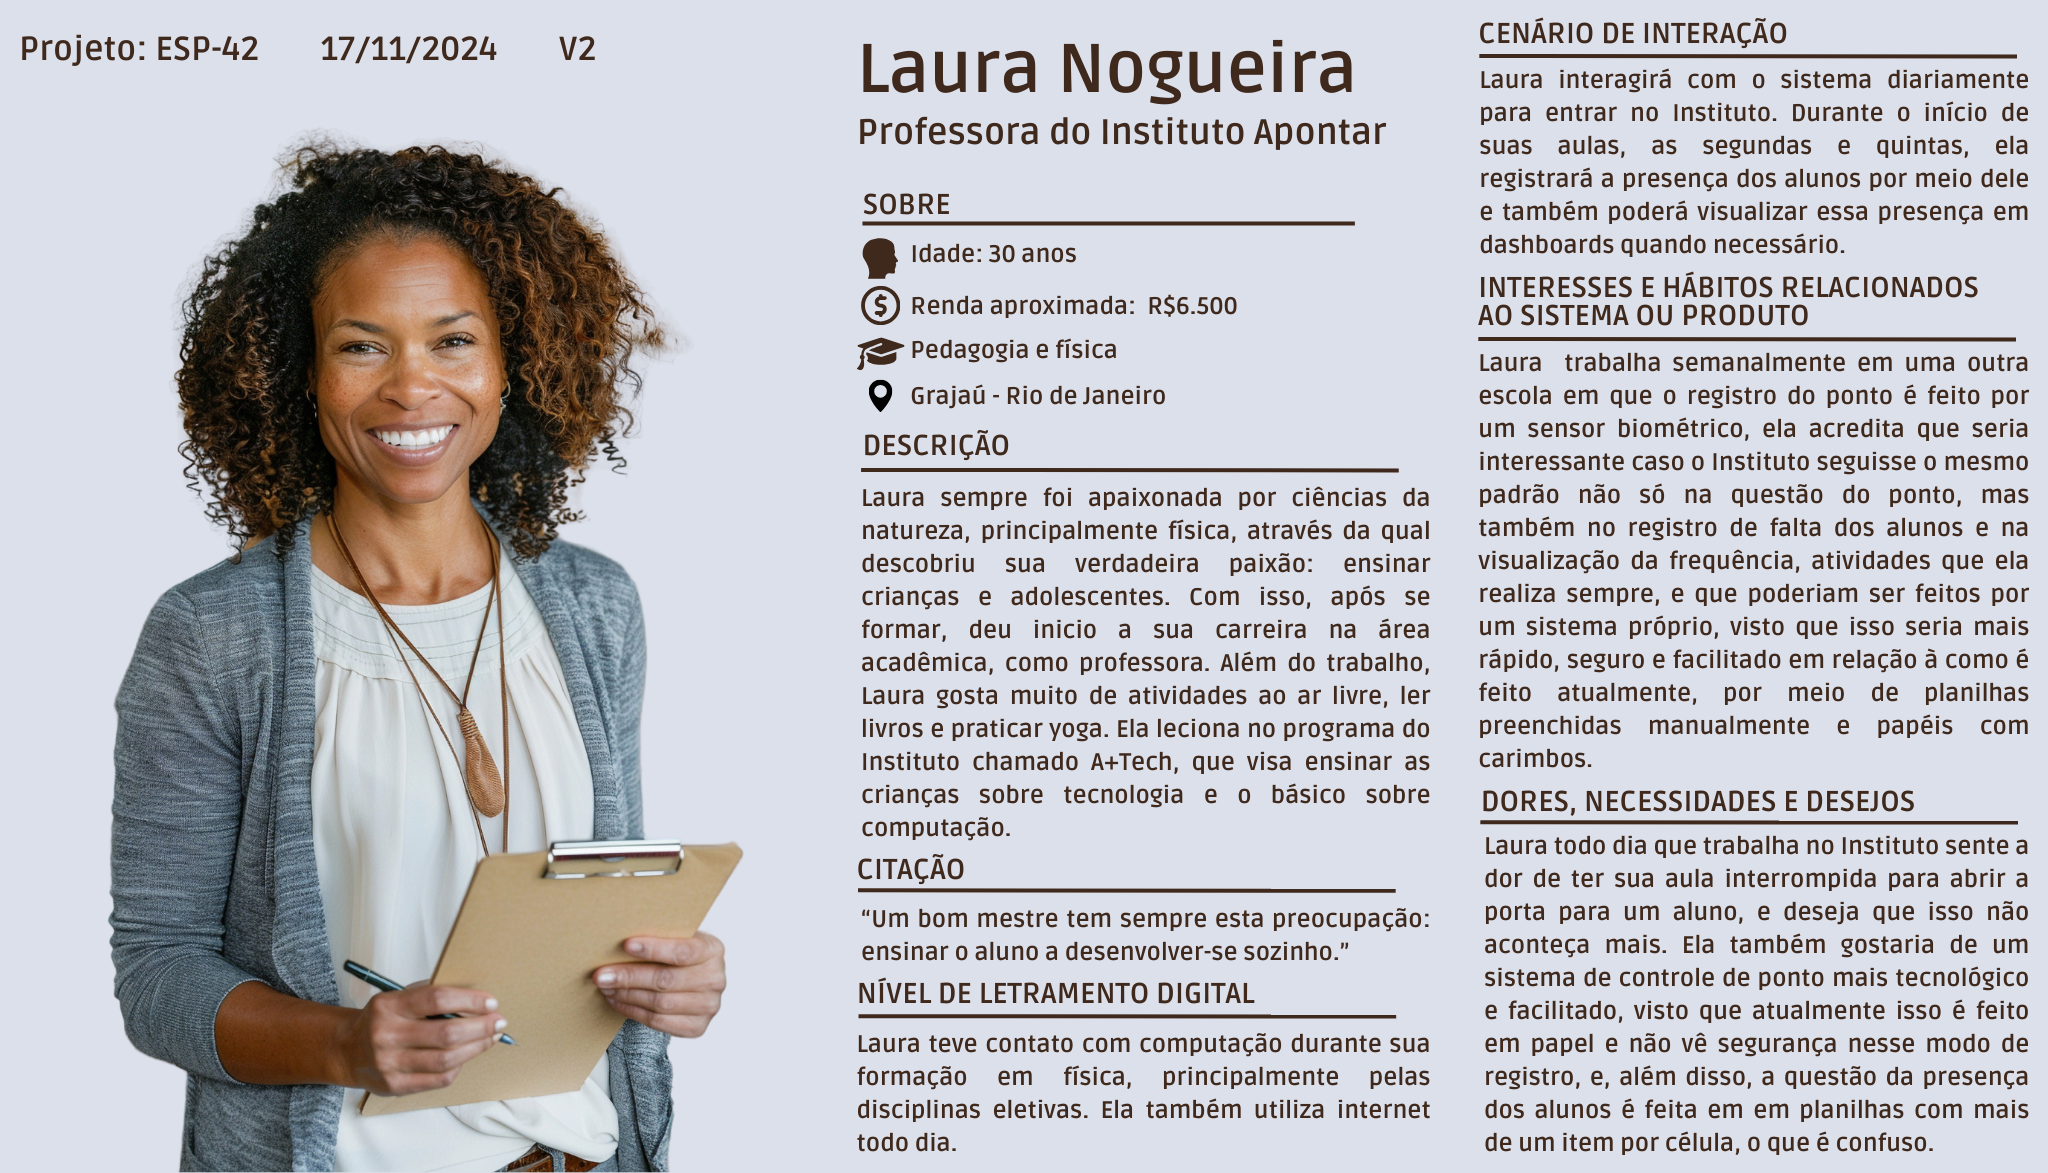 Projeto: ESP-42 17/11/2024 V2
Laura Nogueira
Professora do Instituto Apontar
SOBRE
Idade: 30 anos
Renda aproximada: R$6.500
Pedagogia e física
Grajaú - Rio de Janeiro
DESCRIÇÃO
Laura sempre foi apaixonada por ciências da
natureza, principalmente física, através da qual
descobriu sua verdadeira paixão: ensinar
crianças e adolescentes. Com isso, após se
formar, deu inicio a sua carreira na área
acadêmica, como professora. Além do trabalho,
Laura gosta muito de atividades ao ar livre, ler
livros e praticar yoga. Ela leciona no programa do
Instituto chamado A+Tech, que visa ensinar as
crianças sobre tecnologia e o básico sobre
computação.
CITAÇÃO
“Um bom mestre tem sempre esta preocupação:
ensinar o aluno a desenvolver-se sozinho.”
NÍVEL DE LETRAMENTO DIGITAL
Laura teve contato com computação durante sua
formação em física, principalmente pelas
disciplinas eletivas. Ela também utiliza internet
todo dia.
CENÁRIO DE INTERAÇÃO
Laura interagirá com o sistema diariamente
para entrar no Instituto. Durante o início de
suas aulas, as segundas e quintas, ela
registrará a presença dos alunos por meio dele
e também poderá visualizar essa presença em
dashboards quando necessário.
INTERESSES E HÁBITOS RELACIONADOS
AO SISTEMA OU PRODUTO
Laura trabalha semanalmente em uma outra
escola em que o registro do ponto é feito por
um sensor biométrico, ela acredita que seria
interessante caso o Instituto seguisse o mesmo
padrão não só na questão do ponto, mas
também no registro de falta dos alunos e na
visualização da frequência, atividades que ela
realiza sempre, e que poderiam ser feitos por
um sistema próprio, visto que isso seria mais
rápido, seguro e facilitado em relação à como é
feito atualmente, por meio de planilhas
preenchidas manualmente e papéis com
carimbos.
DORES, NECESSIDADES E DESEJOS
Laura todo dia que trabalha no Instituto sente a
dor de ter sua aula interrompida para abrir a
porta para um aluno, e deseja que isso não
aconteça mais. Ela também gostaria de um
sistema de controle de ponto mais tecnológico
e facilitado, visto que atualmente isso é feito
em papel e não vê segurança nesse modo de
registro, e, além disso, a questão da presença
dos alunos é feita em em planilhas com mais
de um item por célula, o que é confuso.